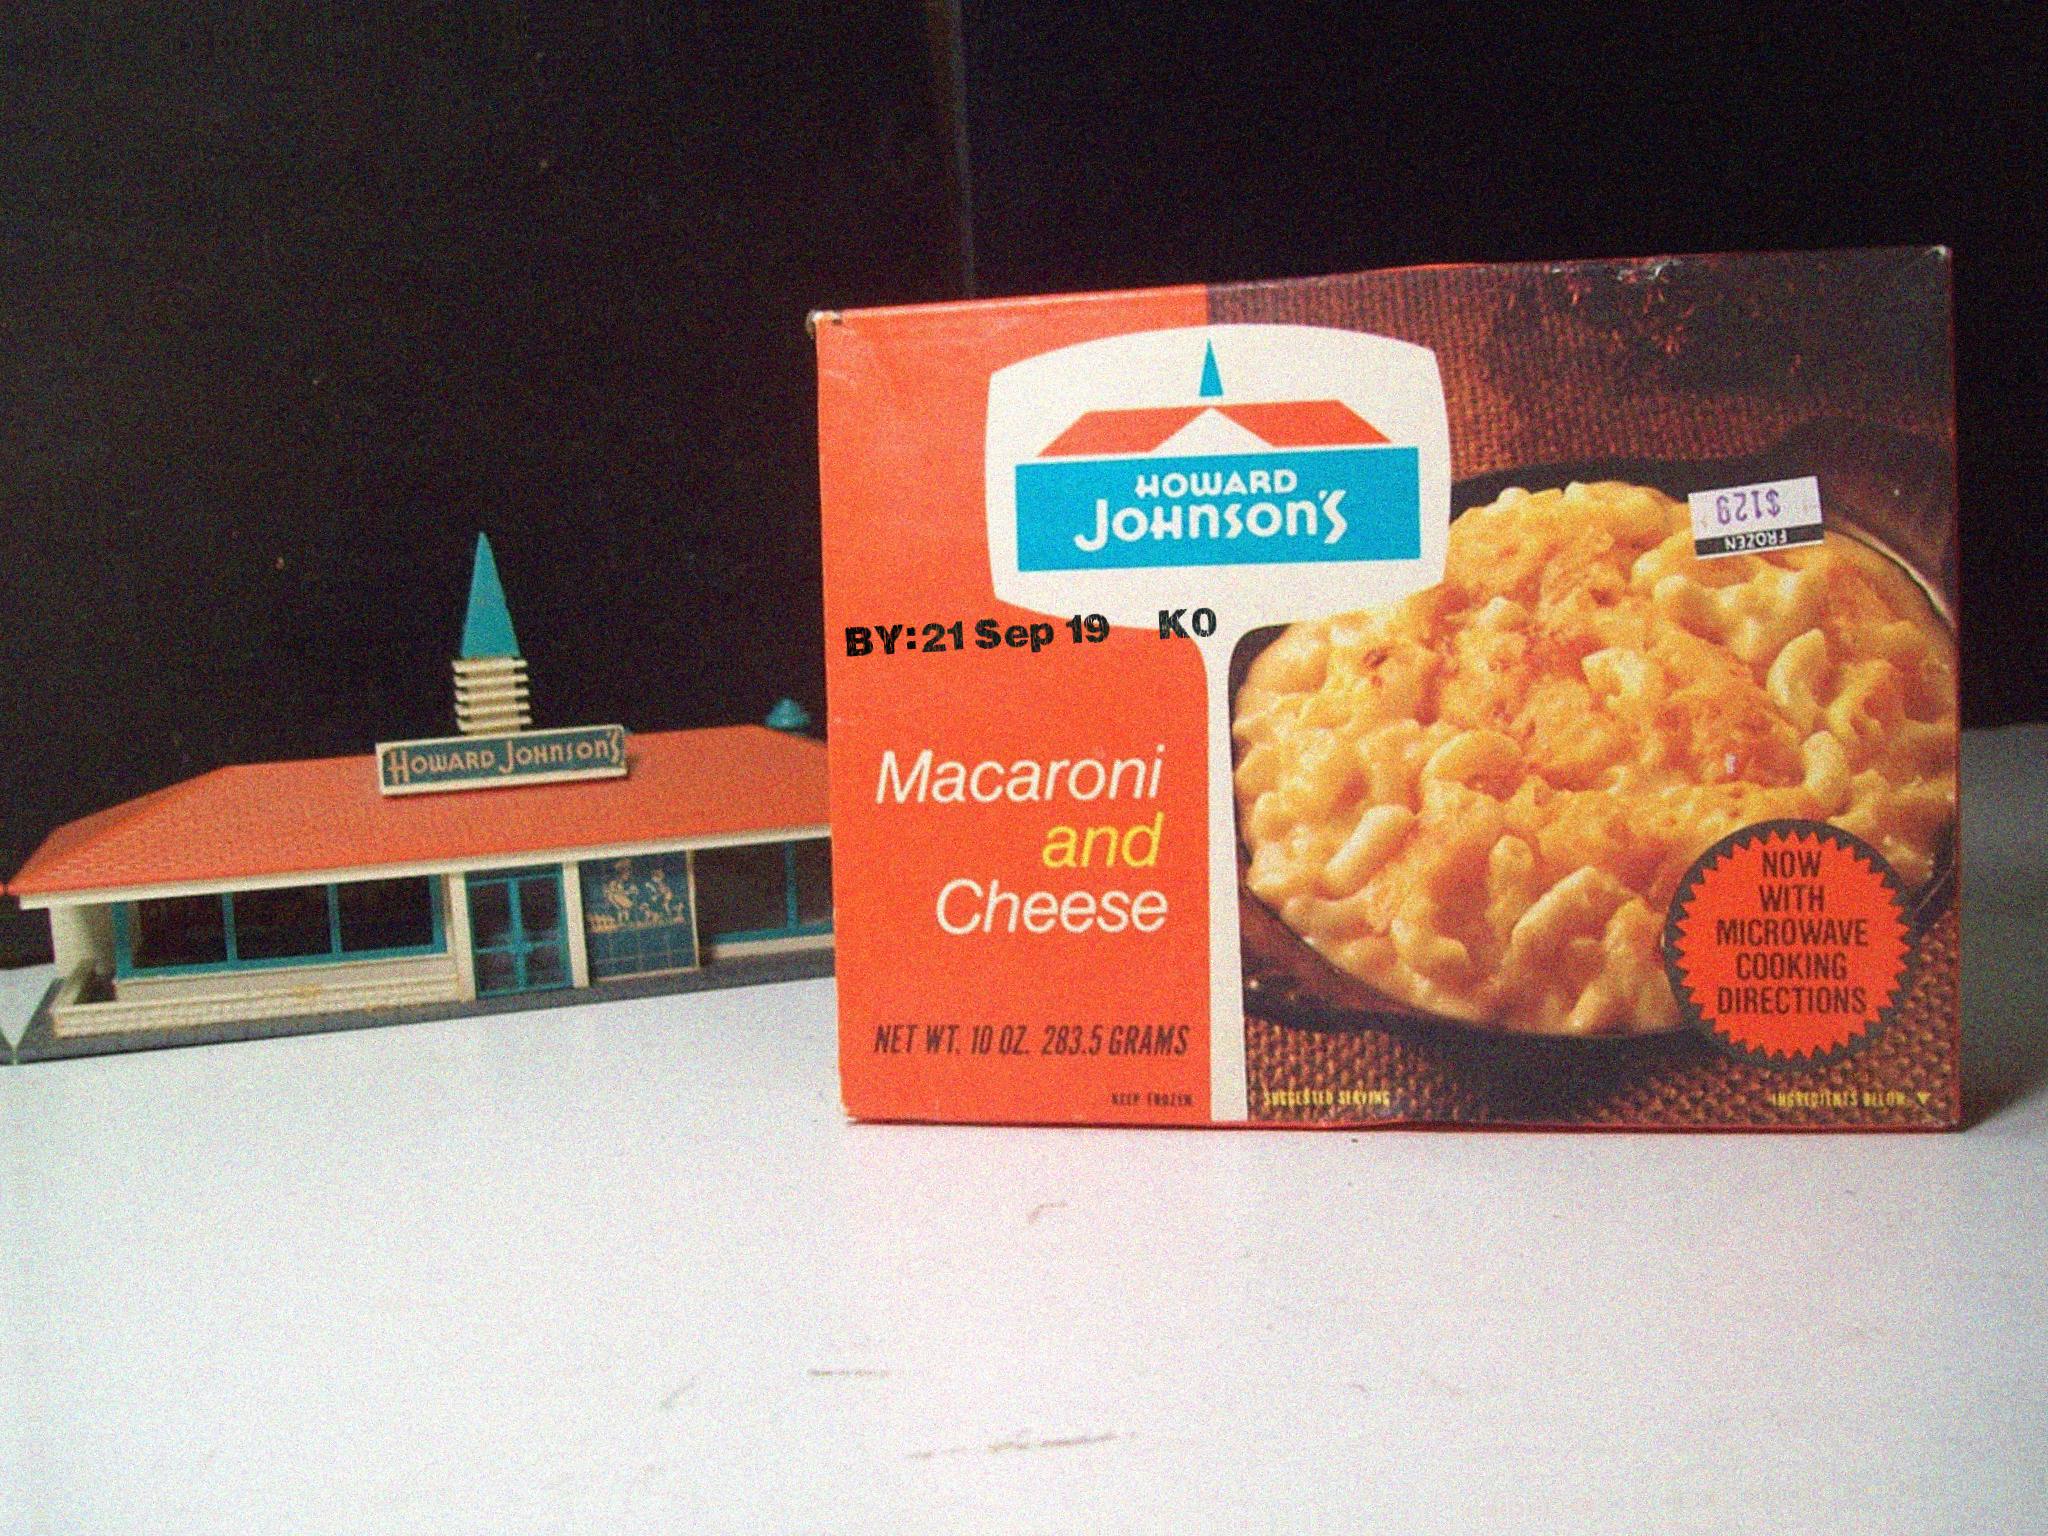 HOWARD
JOHNSON'S
$129
FROZEN
BY:21 Sep 19 K0
HOWARD JOHNSON'S
Macaroni
and
Cheese
NOW
WITH
MICROWAVE
COOKING
DIRECTIONS
NET WT. 10 OZ. 283.5 GRAMS
KEEP FROZEN
SUGGESTED SERVING
INGREDIENTS BELOW